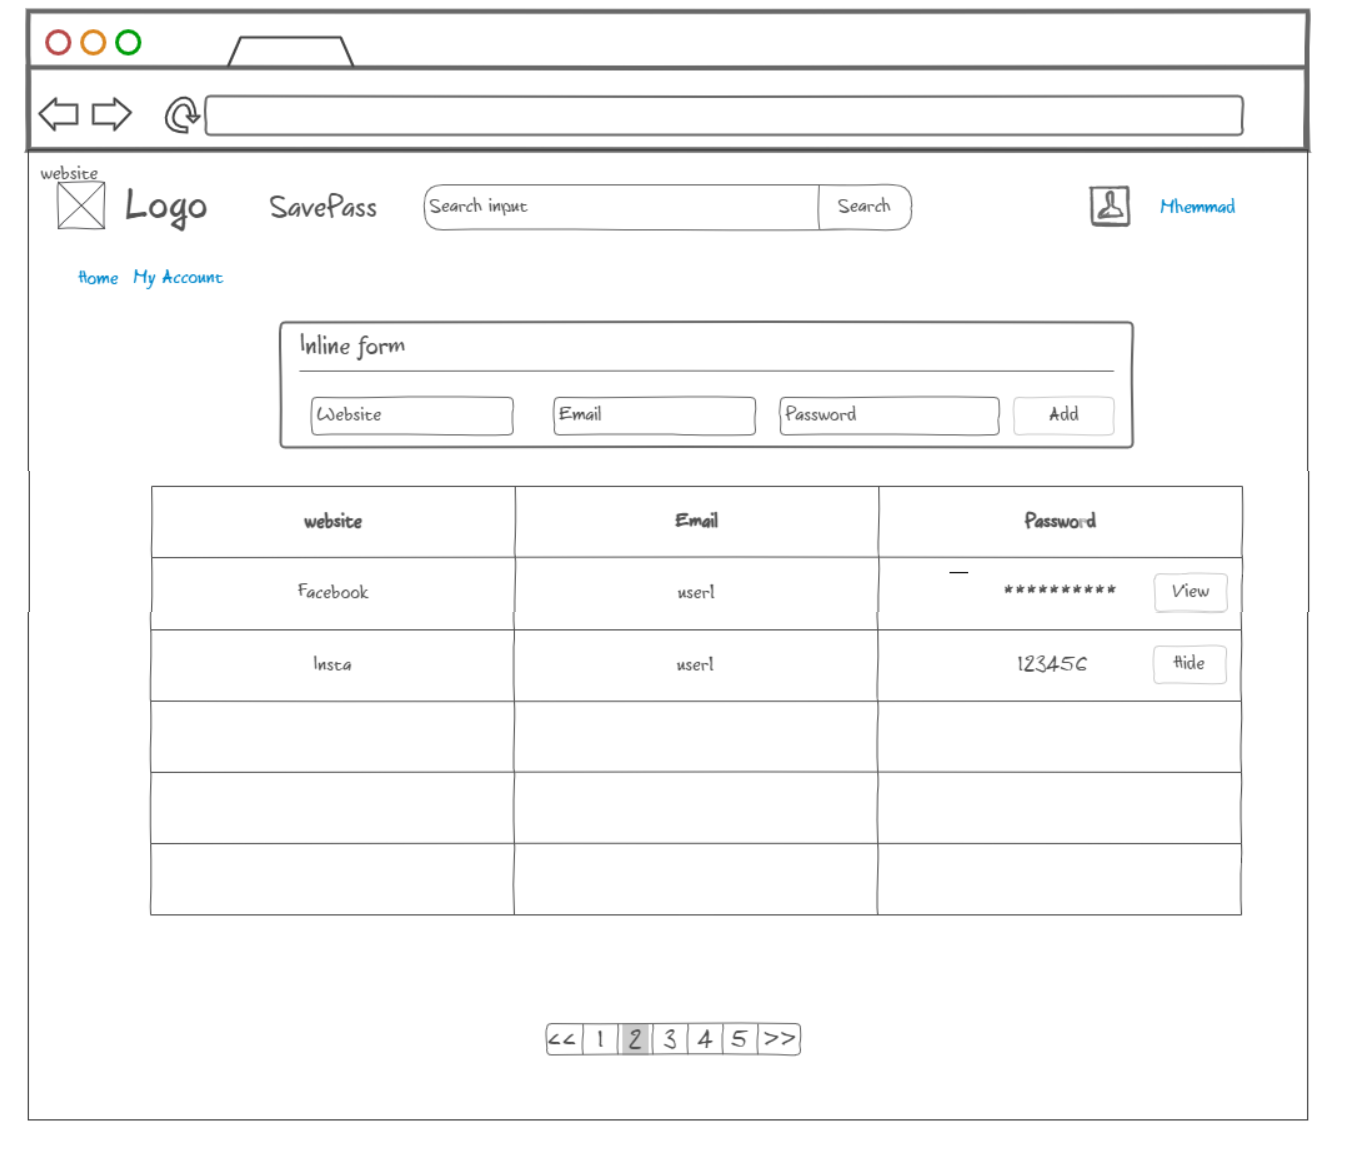 website
Logo SavePass Search input Search Mhemmad
Home My Account
Inline form
Website Email Password Add
website Email Password
Facebook user1 ********** View
Insta user1 123456 Hide
<< 1 2 3 4 5 >>